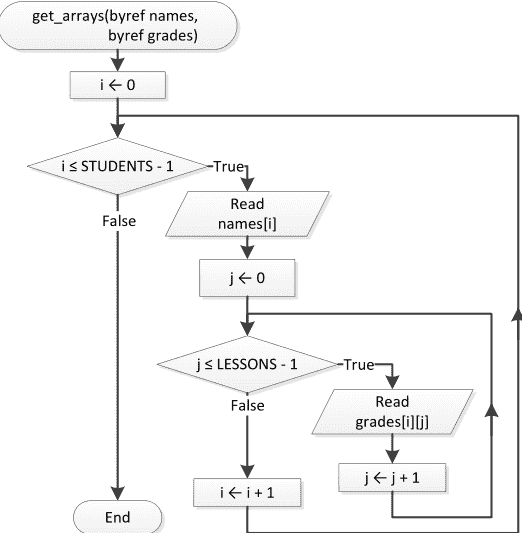 get_arrays(byref names,
byref grades)
i ← 0
i ≤ STUDENTS - 1
True
False
Read
names[i]
j ← 0
j ≤ LESSONS - 1
True
False
Read
grades[i][j]
j ← j + 1
i ← i + 1
End